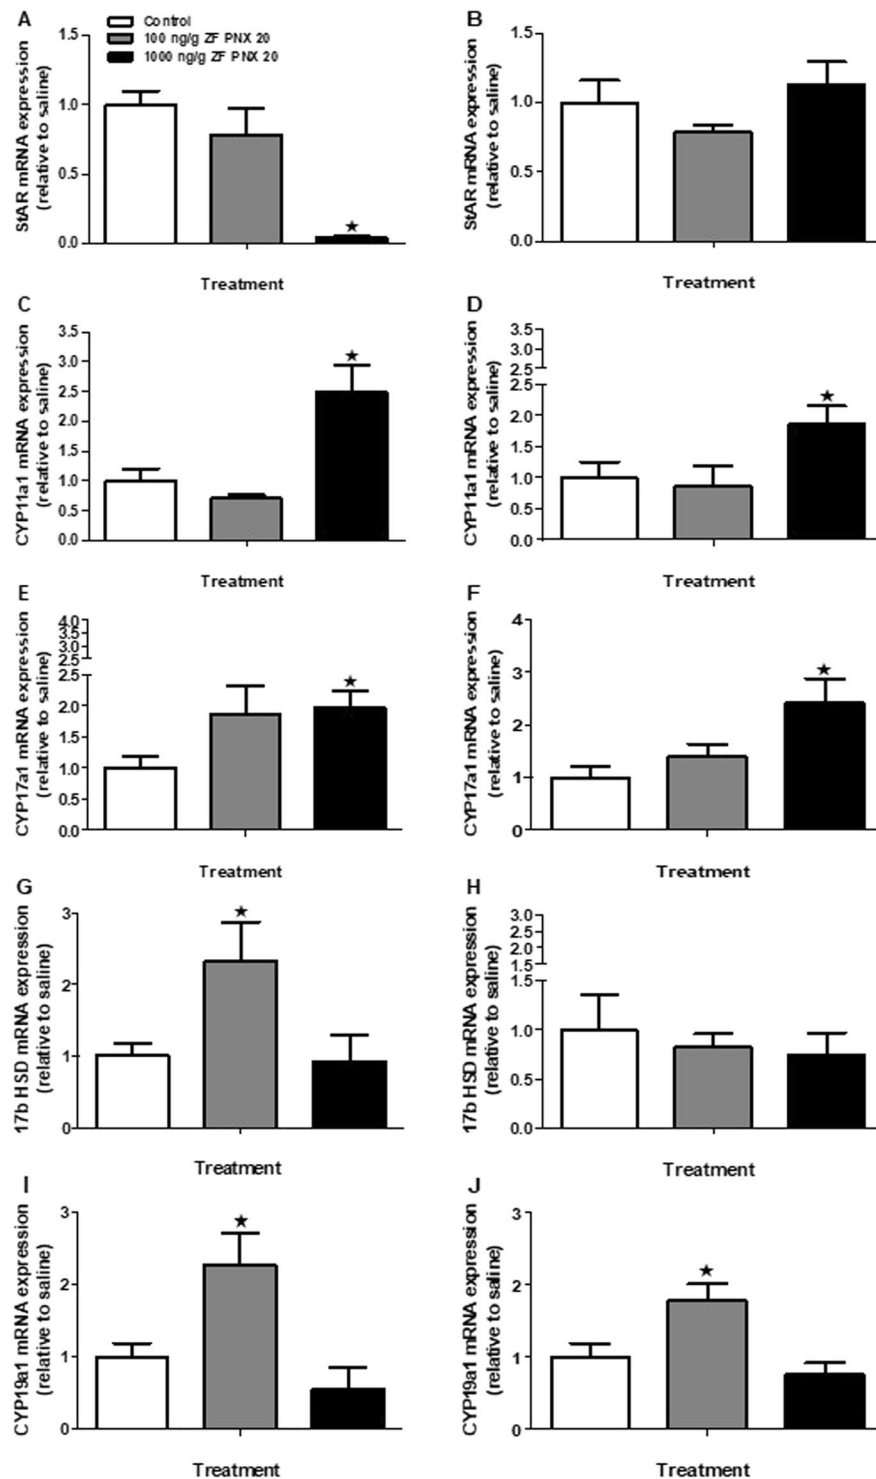 A
Control
100 ng/g ZF PNX 20
1000 ng/g ZF PNX 20
StAR mRNA expression
(relative to saline)
1.5
1.0
0.5
0.0
★
Treatment
B
StAR mRNA expression
(relative to saline)
1.5
1.0
0.5
0.0
Treatment
C
CYP11a1 mRNA expression
(relative to saline)
3.5
3.0
2.5
2.0
1.5
1.0
0.5
0.0
★
Treatment
D
CYP11a1 mRNA expression
(relative to saline)
3.5
3.0
2.5
2.5
2.0
1.5
1.0
0.5
0.0
★
Treatment
E
CYP17a1 mRNA expression
(relative to saline)
4.0
3.5
3.0
2.5
2.5
2.0
1.5
1.0
0.5
0.0
★
Treatment
F
CYP17a1 mRNA expression
(relative to saline)
4
3
2
1
0
★
Treatment
G
17b HSD mRNA expression
(relative to saline)
3
2
1
0
★
Treatment
H
17b HSD mRNA expression
(relative to saline)
3.0
2.5
2.0
1.5
1.5
1.0
0.5
0.0
Treatment
I
CYP19a1 mRNA expression
(relative to saline)
3
2
1
0
★
Treatment
J
CYP19a1 mRNA expression
(relative to saline)
3
2
1
0
★
Treatment